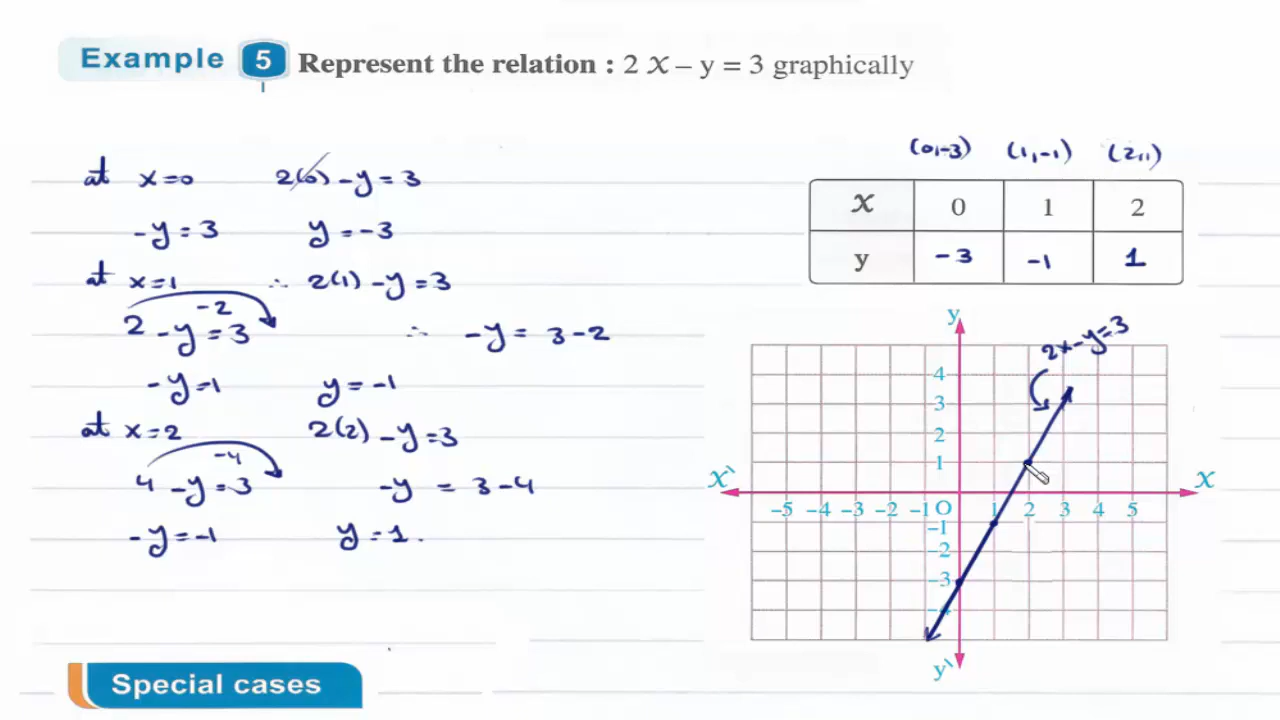 Example 5 Represent the relation : 2 x – y = 3 graphically
at x=0 2(0) -y = 3
-y = 3 y = -3
at x=1 ∴ 2(1) -y = 3
-2
2 -y = 3 ∴ -y = 3-2
-y=1 y = -1
at x=2 2(2) -y=3
-4
4 -y = 3 -y = 3-4
-y = -1 y = 1.
(0,-3) (1,-1) (2,1)
x 0 1 2
y -3 -1 1
y
2x-y=3
4
3
2
1
x` x
-5 -4 -3 -2 -1 O 1 2 3 4 5
-1
-2
-3
-4
y`
Special cases